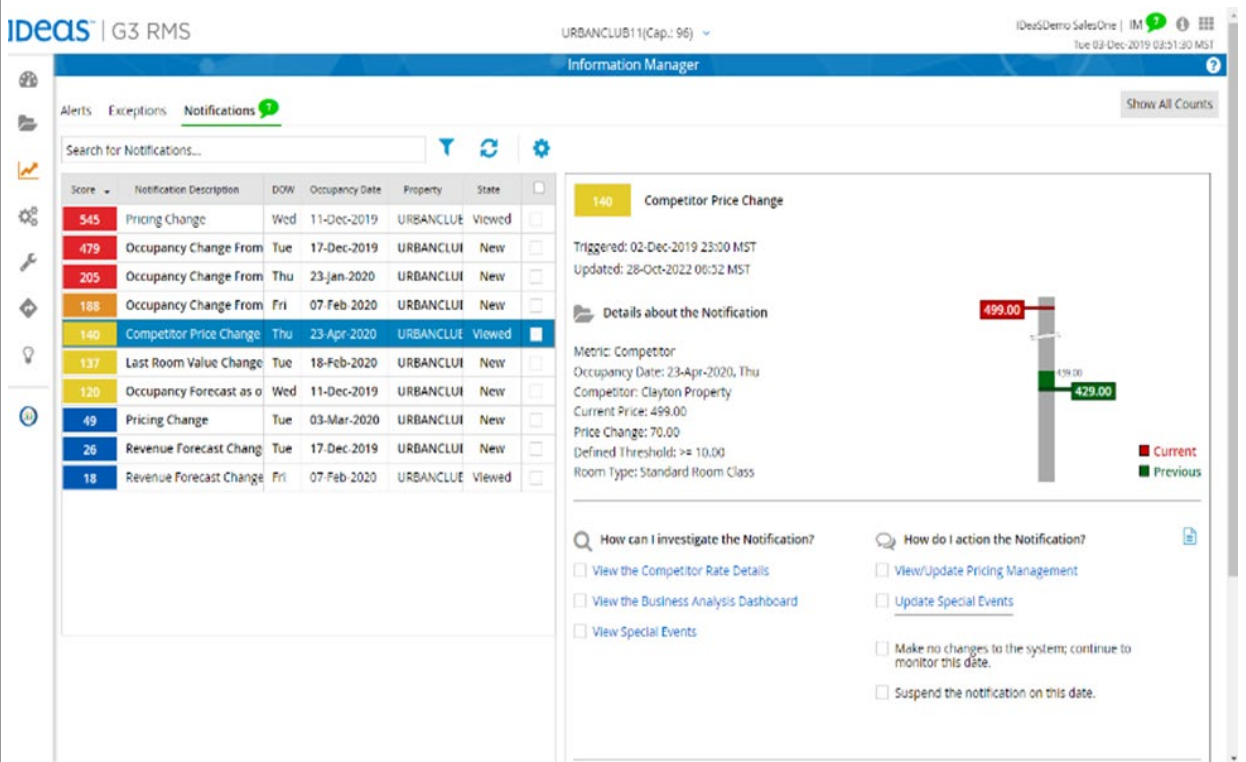 IDeaS™ | G3 RMS
URBANCLUB11(Cap.: 96)
IDeaSDemo SalesOne | IM 7
Tue 03-Dec-2019 03:51:30 MST
Information Manager
?
Alerts Exceptions Notifications 7
Show All Counts
Search for Notifications...
Score Notification Description DOW Occupancy Date Property State
545 Pricing Change Wed 11-Dec-2019 URBANCLUE Viewed
479 Occupancy Change From Tue 17-Dec-2019 URBANCLUI New
205 Occupancy Change From Thu 23-Jan-2020 URBANCLUI New
188 Occupancy Change From Fri 07-Feb-2020 URBANCLUI New
140 Competitor Price Change Thu 23-Apr-2020 URBANCLUE Viewed
137 Last Room Value Change Tue 18-Feb-2020 URBANCLUI New
120 Occupancy Forecast as o Wed 11-Dec-2019 URBANCLUI New
49 Pricing Change Tue 03-Mar-2020 URBANCLUI New
26 Revenue Forecast Chang Tue 17-Dec-2019 URBANCLUI New
18 Revenue Forecast Change Fri 07-Feb-2020 URBANCLUE Viewed
140 Competitor Price Change
Triggered: 02-Dec-2019 23:00 MST
Updated: 28-Oct-2022 06:52 MST
Details about the Notification
Metric: Competitor
Occupancy Date: 23-Apr-2020, Thu
Competitor: Clayton Property
Current Price: 499.00
Price Change: 70.00
Defined Threshold: >= 10.00
Room Type: Standard Room Class
499.00
429.00
Current
Previous
How can I investigate the Notification?
View the Competitor Rate Details
View the Business Analysis Dashboard
View Special Events
How do I action the Notification?
View/Update Pricing Management
Update Special Events
Make no changes to the system; continue to
monitor this date.
Suspend the notification on this date.